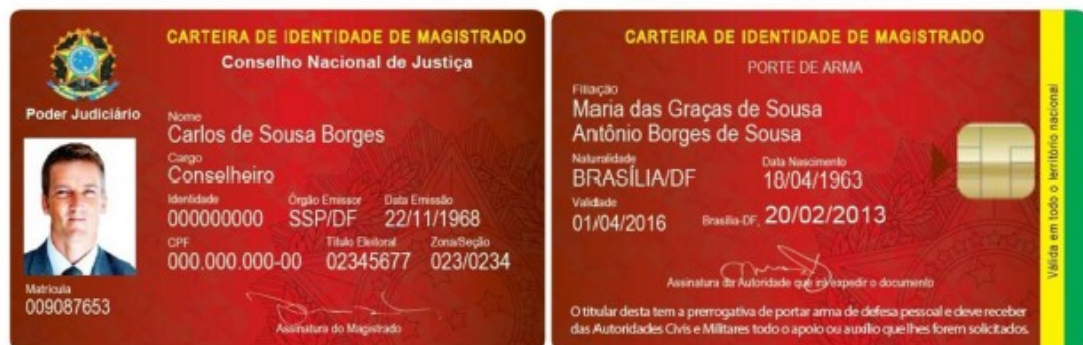 CARTEIRA DE IDENTIDADE DE MAGISTRADO
Conselho Nacional de Justiça
Poder Judiciário
Nome
Carlos de Sousa Borges
Cargo
Conselheiro
Identidade Órgão Emissor Data Emissão
000000000 SSP/DF 22/11/1968
CPF Título Eleitoral Zona/Seção
000.000.000-00 02345677 023/0234
Matrícula
009087653
Assinatura do Magistrado
CARTEIRA DE IDENTIDADE DE MAGISTRADO
PORTE DE ARMA
Filiação
Maria das Graças de Sousa
Antônio Borges de Sousa
Naturalidade Data Nascimento
BRASÍLIA/DF 18/04/1963
Validade
01/04/2016 Brasília-DF, 20/02/2013
Assinatura da Autoridade que irá expedir o documento
O titular desta tem a prerrogativa de portar arma de defesa pessoal e deve receber
das Autoridades Civis e Militares todo o apoio ou auxílio que lhes forem solicitados.
Válida em todo o território nacional